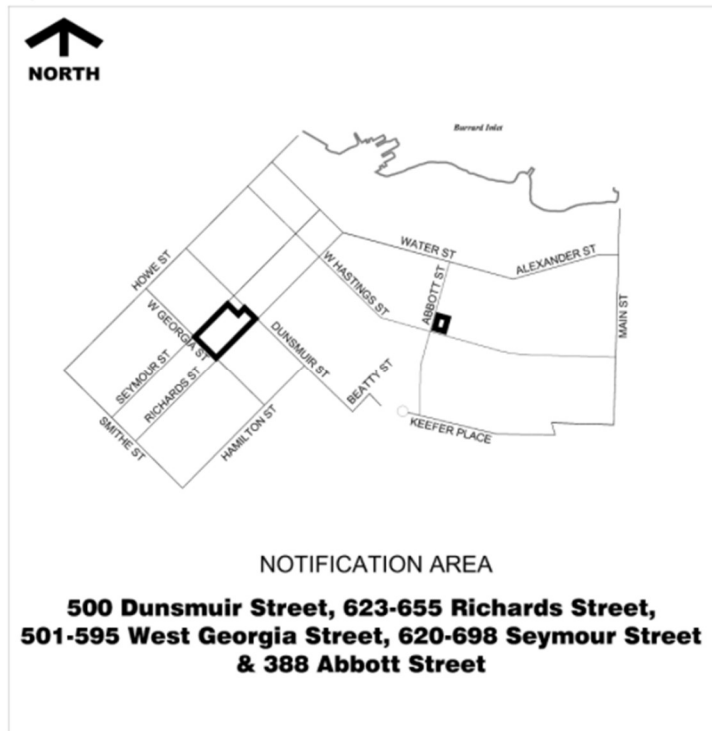 NORTH
Burrard Inlet
WATER ST
ALEXANDER ST
HOWE ST
W HASTINGS ST
ABBOTT ST
MAIN ST
W GEORGIA ST
DUNSMUIR ST
SEYMOUR ST
RICHARDS ST
BEATTY ST
SMITHE ST
HAMILTON ST
KEEFER PLACE
NOTIFICATION AREA
500 Dunsmuir Street, 623-655 Richards Street,
501-595 West Georgia Street, 620-698 Seymour Street
& 388 Abbott Street